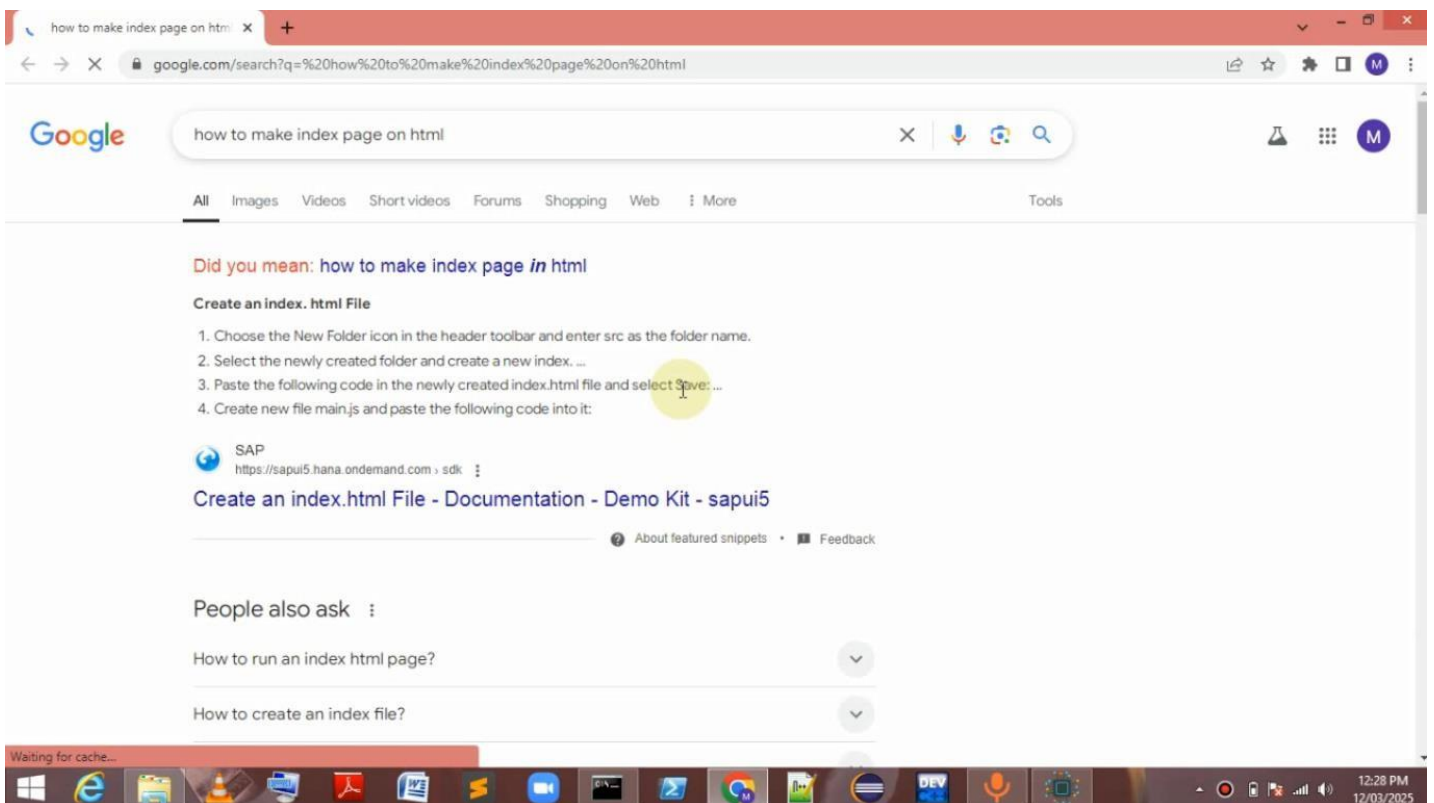 how to make index page on htm
google.com/search?q=%20how%20to%20make%20index%20page%20on%20html
M
Google
how to make index page on html
M
All Images Videos Short videos Forums Shopping Web More Tools
Did you mean: how to make index page in html
Create an index. html File
1. Choose the New Folder icon in the header toolbar and enter src as the folder name.
2. Select the newly created folder and create a new index. ...
3. Paste the following code in the newly created index.html file and select Save: ...
4. Create new file main.js and paste the following code into it:
SAP
https://sapui5.hana.ondemand.com › sdk
Create an index.html File - Documentation - Demo Kit - sapui5
About featured snippets • Feedback
People also ask
How to run an index html page?
How to create an index file?
Waiting for cache...
DEV
12:28 PM
12/03/2025